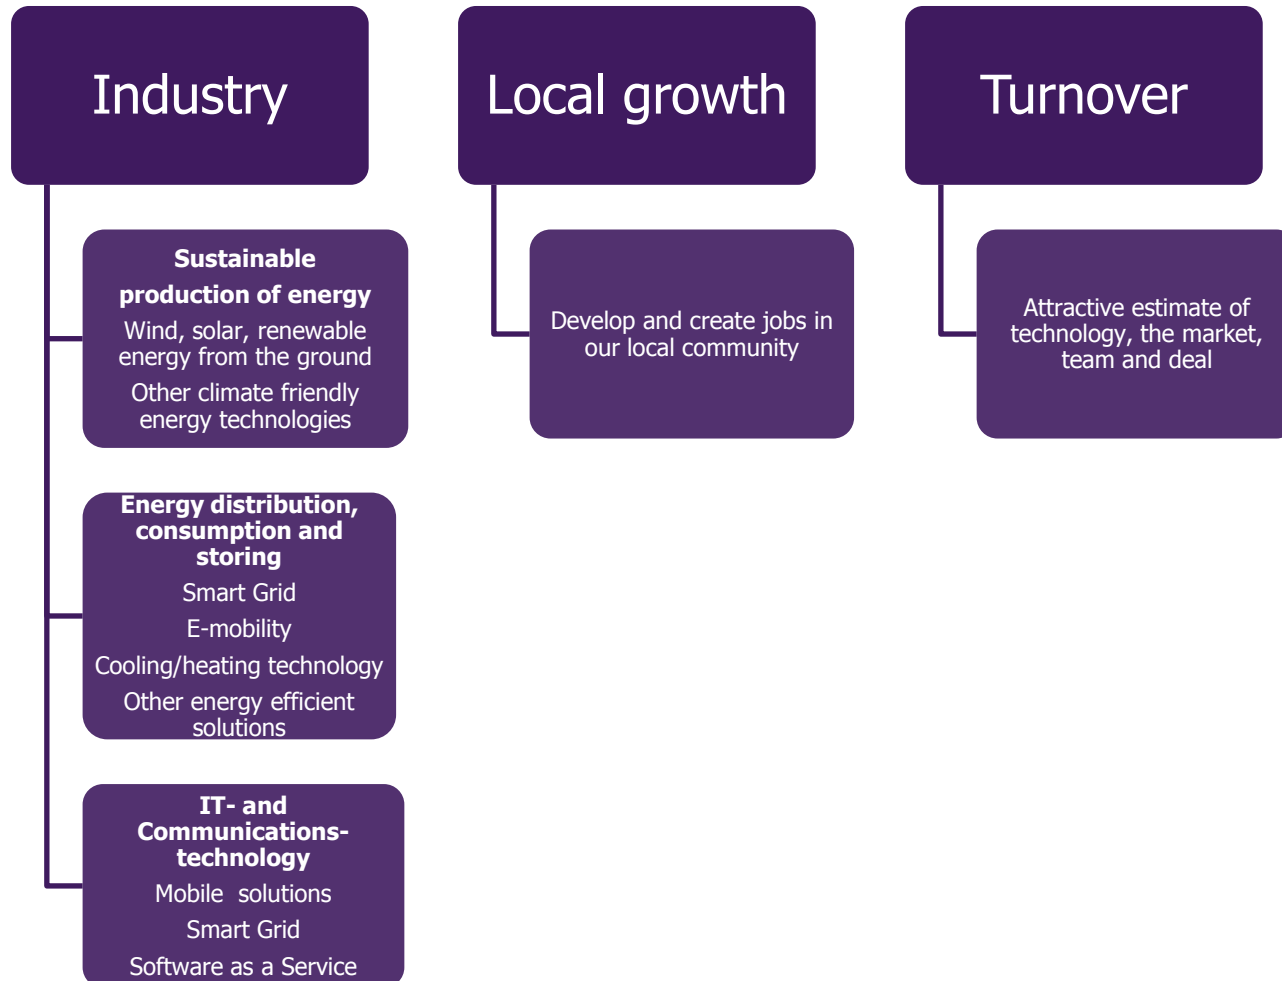 Industry
Sustainable
production of energy
Wind, solar, renewable
energy from the ground
Other climate friendly
energy technologies
Energy distribution,
consumption and
storing
Smart Grid
E-mobility
Cooling/heating technology
Other energy efficient
solutions
IT- and
Communications-
technology
Mobile  solutions
Smart Grid
Software as a Service
Local growth
Develop and create jobs in
our local community
Turnover
Attractive estimate of
technology, the market,
team and deal